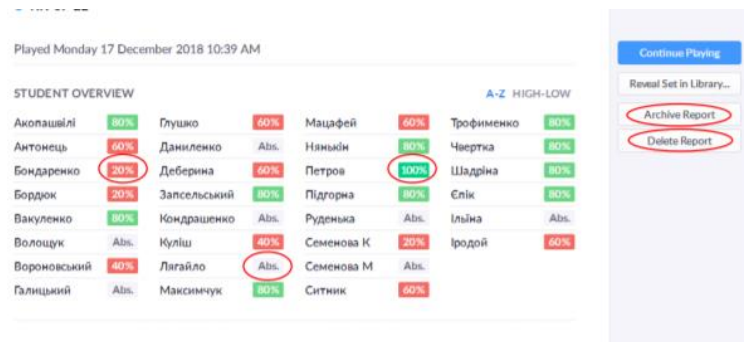 Played Monday 17 December 2018 10:39 AM
Continue Playing
Reveal Set in Library...
Archive Report
Delete Report
STUDENT OVERVIEW A-Z HIGH-LOW
Акопашвілі 80% Глушко 60% Мацафей 60% Трофименко 80%
Антонець 60% Даниленко Abs. Нянькін 80% Чвертка 80%
Бондаренко 20% Деберина 60% Петров 100% Шадріна 80%
Бордюк 20% Запсельський 80% Підгорна 80% Єпік 80%
Вакуленко 80% Кондрашенко Abs. Руденька Abs. Ільїна Abs.
Волощук Abs. Куліш 40% Семенова К 20% Іродой 60%
Вороновський 40% Лягайло Abs. Семенова М Abs.
Галицький Abs. Максимчук 80% Ситник 60%